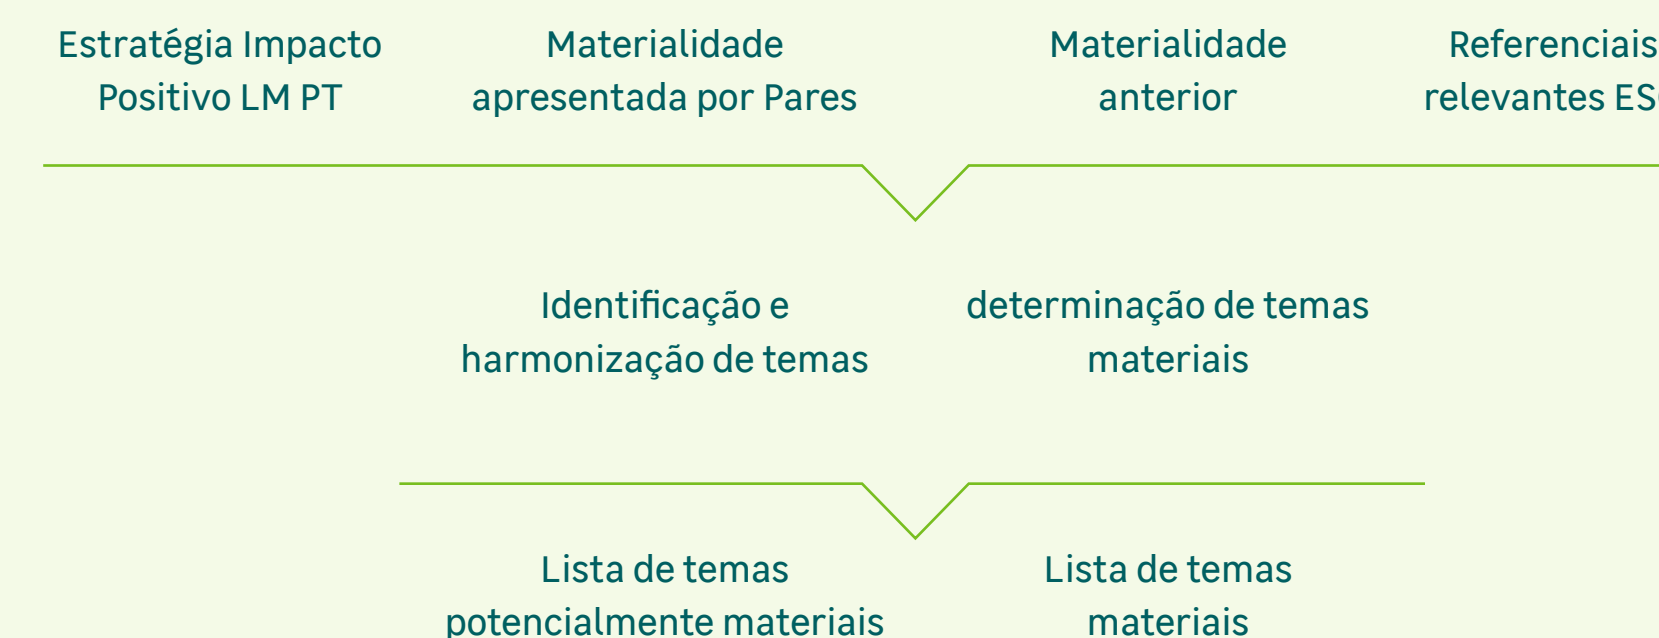 Estratégia Impacto
Positivo LM PT
Materialidade
apresentada por Pares
Materialidade
anterior
Referenciais
relevantes
Identificação e
harmonização de temas
determinação de temas
materiais
Lista de temas
potencialmente materiais
Lista de temas
materiais